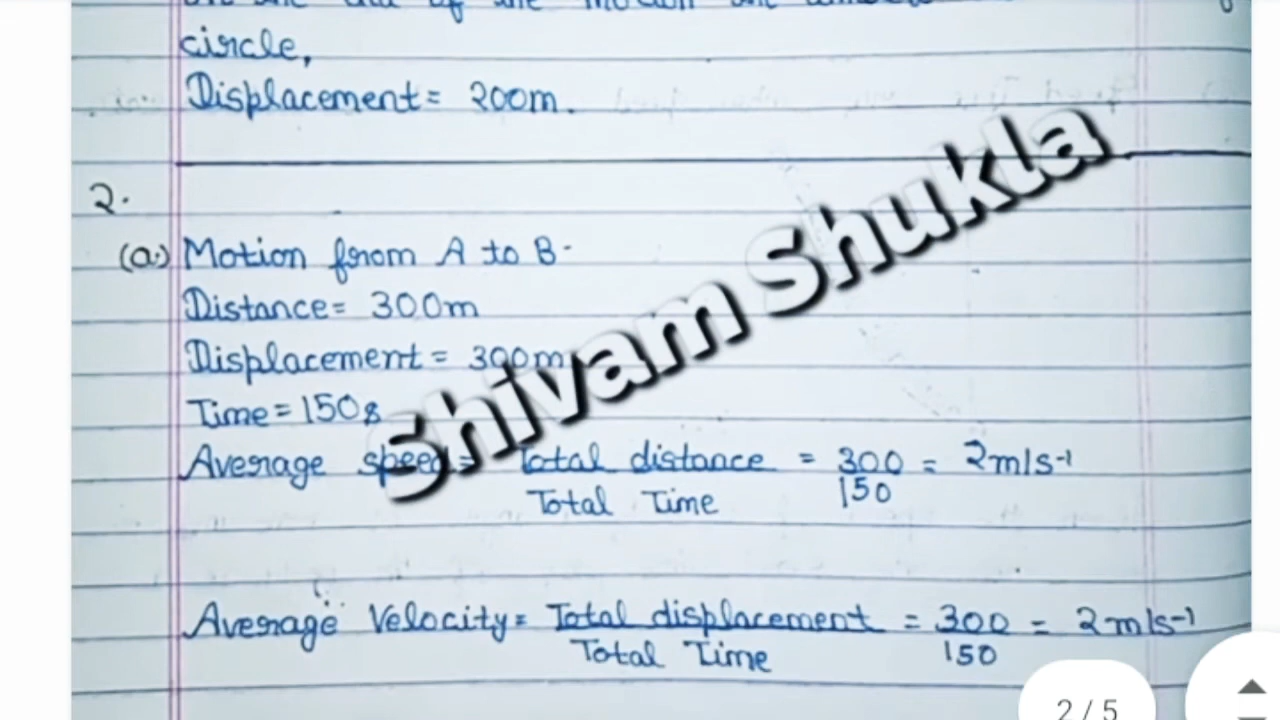 circle,
Displacement = 200m.
2.
(a.) Motion from A to B-
Distance = 300m
Displacement = 300m
Time = 150s
Average speed = Total distance = 300 = 2m/s-1
Total Time 150
Average Velocity = Total displacement = 300 = 2m/s-1
Total Time 150
Shivam Shukla
2/5